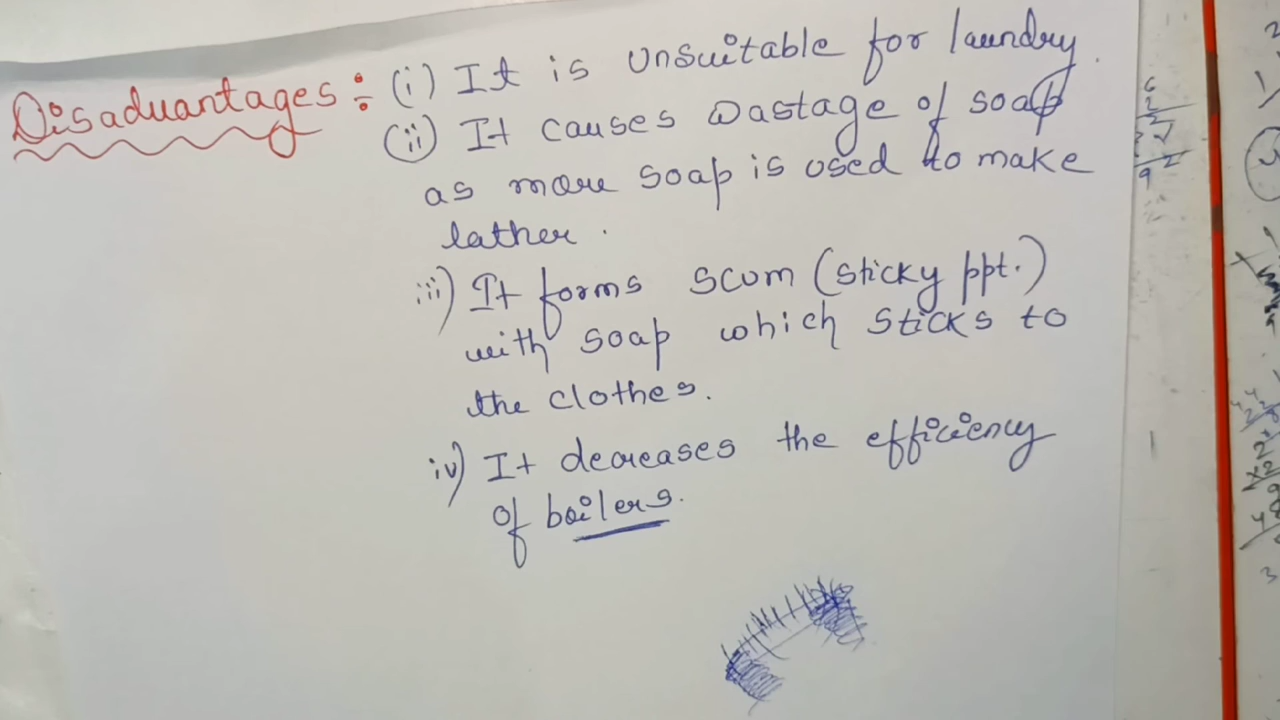 Disadvantages :- (i) It is unsuitable for laundry.
(ii) It causes wastage of soap
as more soap is used to make
lather.
iii) It forms scum (sticky ppt.)
with soap which sticks to
the clothes.
iv) It decreases the efficiency
of boilers.